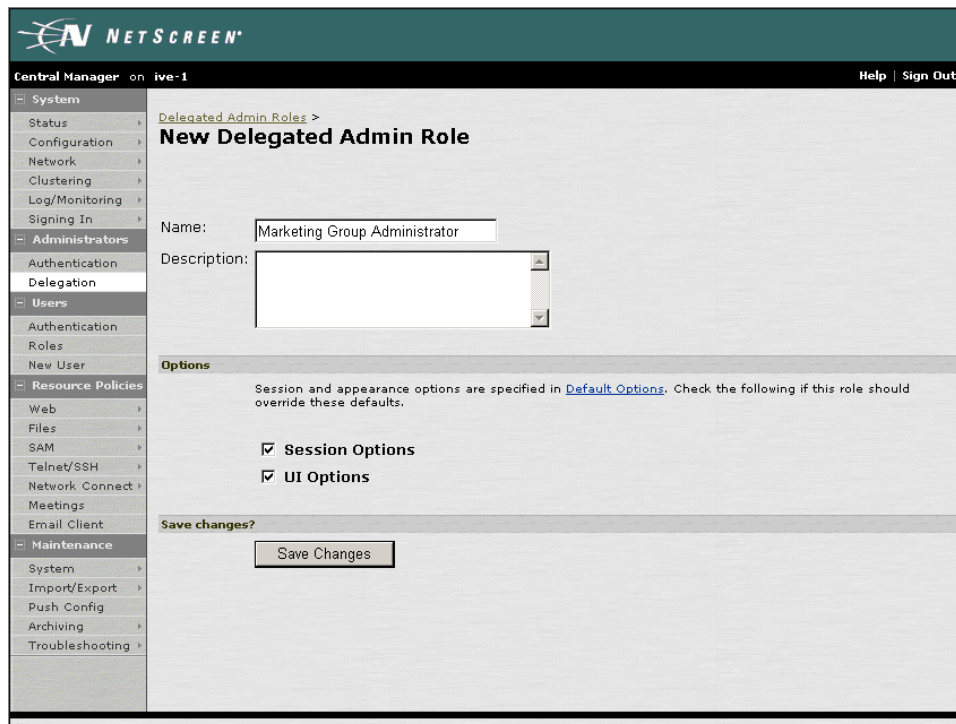 NETSCREEN
Central Manager on ive-1
Help | Sign Out
System
Status
Configuration
Network
Clustering
Log/Monitoring
Signing In
Administrators
Authentication
Delegation
Users
Authentication
Roles
New User
Resource Policies
Web
Files
SAM
Telnet/SSH
Network Connect
Meetings
Email Client
Maintenance
System
Import/Export
Push Config
Archiving
Troubleshooting
Delegated Admin Roles >
New Delegated Admin Role
Name: Marketing Group Administrator
Description:
Options
Session and appearance options are specified in Default Options. Check the following if this role should
override these defaults.
Session Options
UI Options
Save changes?
Save Changes